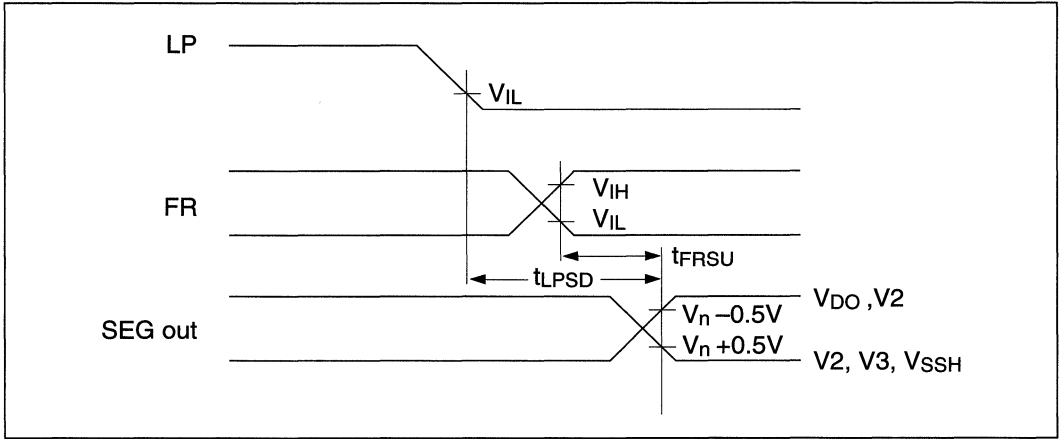 LP
VIL
FR
VIH
VIL
tFRSU
tLPSD
SEG out
VDO ,V2
Vn –0.5V
Vn +0.5V
V2, V3, VSSH